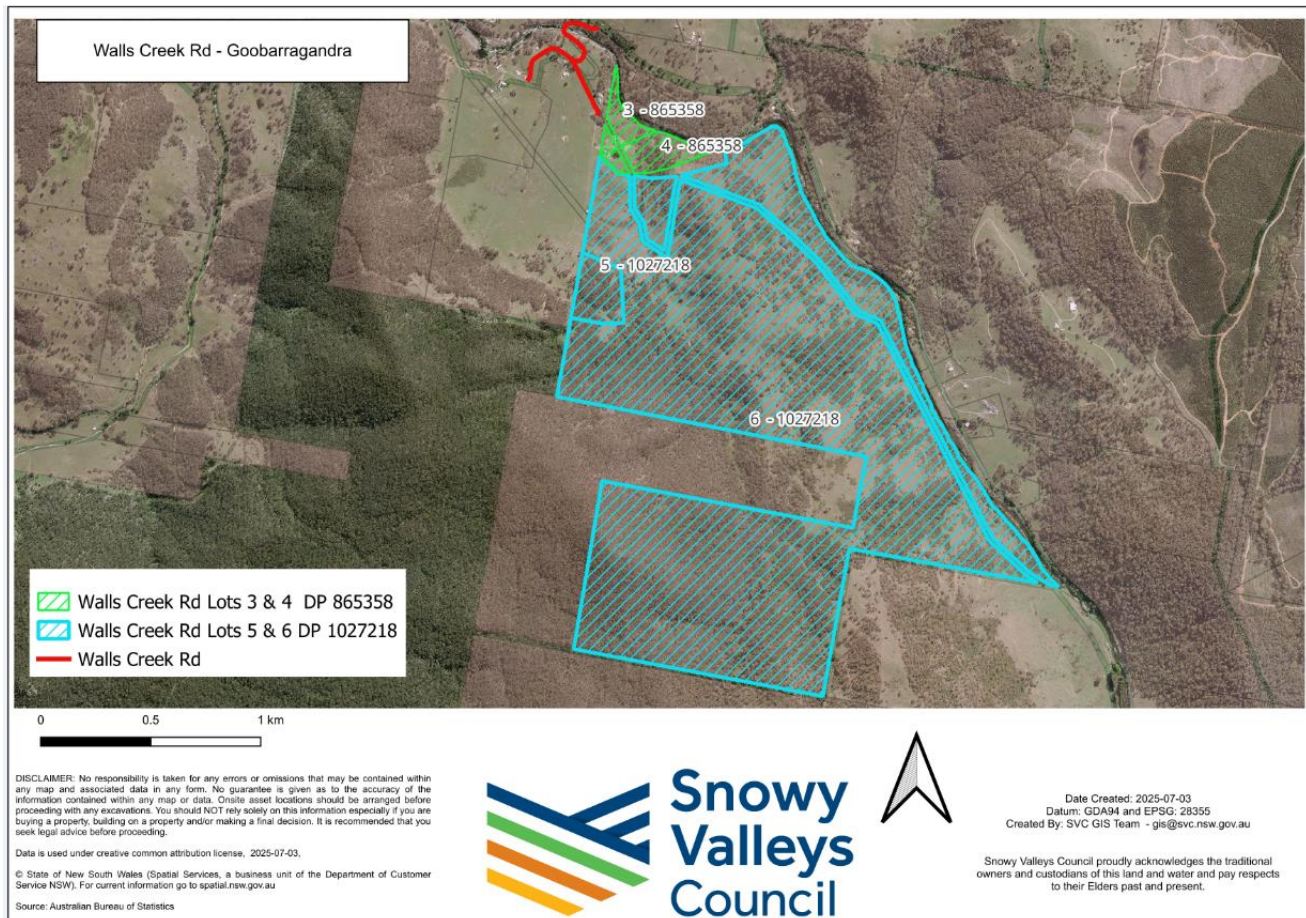 Walls Creek Rd - Goobarragandra
3 - 865358
4 - 865358
5 - 1027218
6 - 1027218
Walls Creek Rd Lots 3 & 4 DP 865358
Walls Creek Rd Lots 5 & 6 DP 1027218
Walls Creek Rd
0 0.5 1 km
DISCLAIMER: No responsibility is taken for any errors or omissions that may be contained within
any map and associated data in any form. No guarantee is given as to the accuracy of the
information contained within any map or data. Onsite asset locations should be arranged before
proceeding with any excavations. You should NOT rely solely on this information especially if you are
buying a property, building on a property and/or making a final decision. It is recommended that you
seek legal advice before proceeding.
Data is used under creative common attribution license, 2025-07-03,
© State of New South Wales (Spatial Services, a business unit of the Department of Customer
Service NSW). For current information go to spatial.nsw.gov.au
Source: Australian Bureau of Statistics
Snowy
Valleys
Council
Date Created: 2025-07-03
Datum: GDA94 and EPSG: 28355
Created By: SVC GIS Team - gis@svc.nsw.gov.au
Snowy Valleys Council proudly acknowledges the traditional
owners and custodians of this land and water and pay respects
to their Elders past and present.